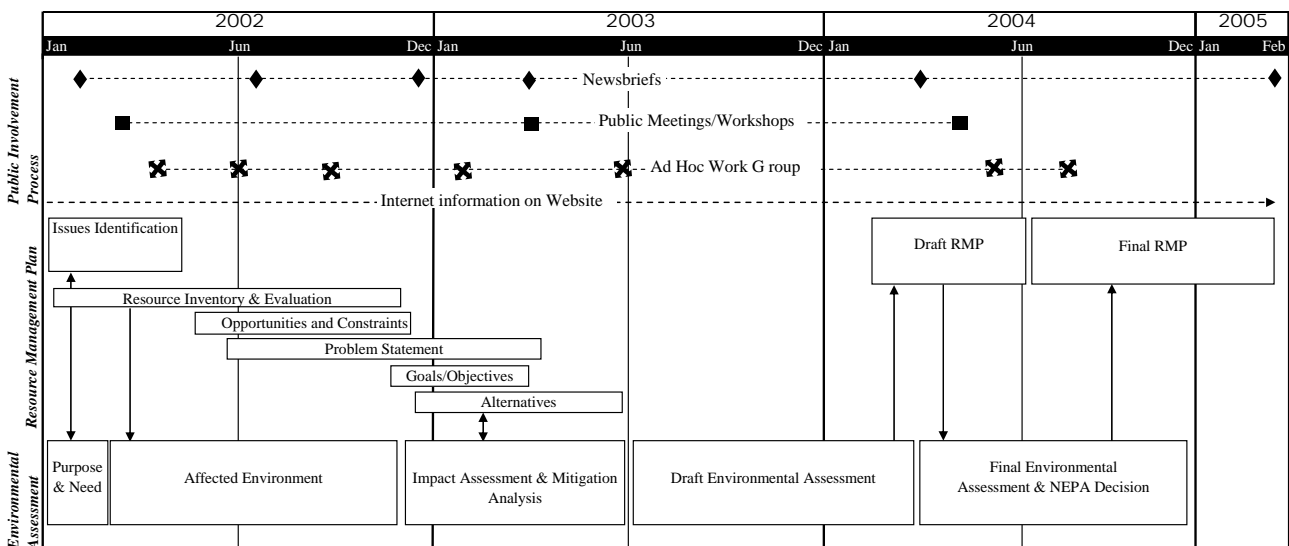 2002 2003 2004 2005
Jan Jun Dec Jan Jun Dec Jan Jun Dec Jan Feb
Public Involvement
Process
Newsbriefs
Public Meetings/Workshops
Ad Hoc Work G roup
Internet information on Website
Resource Management Plan
Issues Identification
Draft RMP
Final RMP
Resource Inventory & Evaluation
Opportunities and Constraints
Problem Statement
Goals/Objectives
Alternatives
Environmental
Assessment
Purpose
& Need
Affected Environment
Impact Assessment & Mitigation
Analysis
Draft Environmental Assessment
Final Environmental
Assessment & NEPA Decision